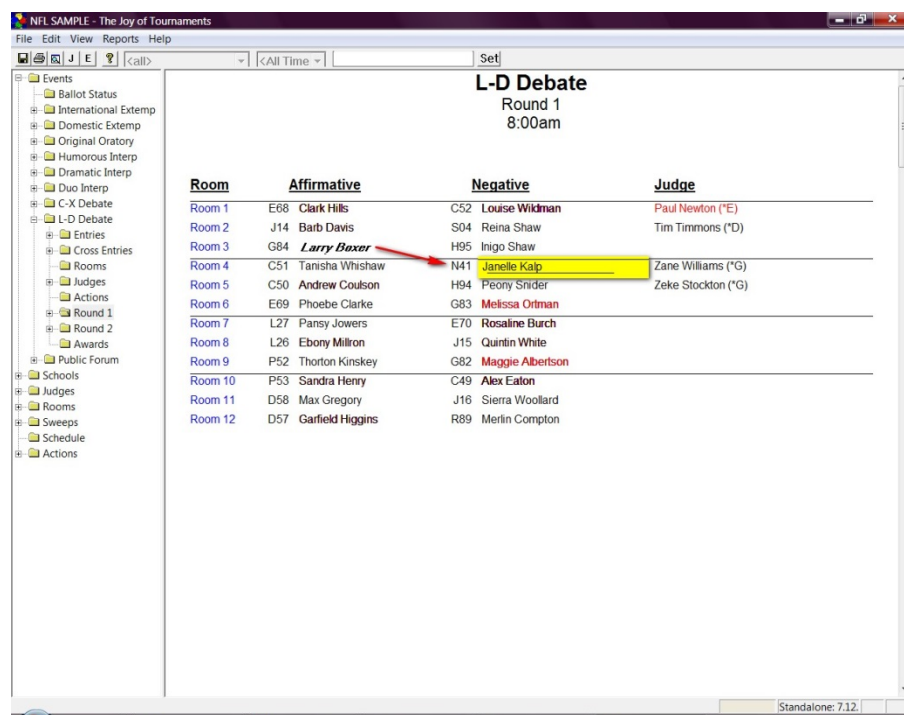 NFL SAMPLE - The Joy of Tournaments
File Edit View Reports Help
J E ? <all> <All Time Set
Events
Ballot Status
International Extemp
Domestic Extemp
Original Oratory
Humorous Interp
Dramatic Interp
Duo Interp
C-X Debate
L-D Debate
Entries
Cross Entries
Rooms
Judges
Actions
Round 1
Round 2
Awards
Public Forum
Schools
Judges
Rooms
Sweeps
Schedule
Actions
L-D Debate
Round 1
8:00am
Room Affirmative Negative Judge
Room 1 E68 Clark Hills C52 Louise Wildman Paul Newton (*E)
Room 2 J14 Barb Davis S04 Reina Shaw Tim Timmons (*D)
Room 3 G84 Larry Boxer H95 Inigo Shaw
Room 4 C51 Tanisha Whishaw N41 Janelle Kalp Zane Williams (*G)
Room 5 C50 Andrew Coulson H94 Peony Snider Zeke Stockton (*G)
Room 6 E69 Phoebe Clarke G83 Melissa Ortman
Room 7 L27 Pansy Jowers E70 Rosaline Burch
Room 8 L26 Ebony Millron J15 Quintin White
Room 9 P52 Thorton Kinskey G82 Maggie Albertson
Room 10 P53 Sandra Henry C49 Alex Eaton
Room 11 D58 Max Gregory J16 Sierra Woollard
Room 12 D57 Garfield Higgins R89 Merlin Compton
Standalone: 7.12.